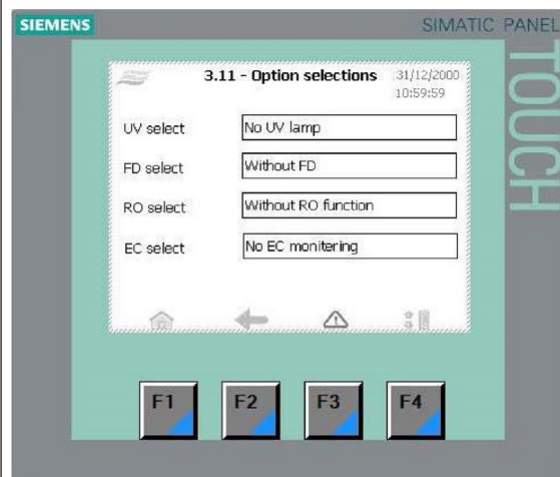 SIEMENS
SIMATIC PANEL
TOUCH
3.11 - Option selections
31/12/2000
10:59:59
UV select
No UV lamp
FD select
Without FD
RO select
Without RO function
EC select
No EC monitering
F1
F2
F3
F4